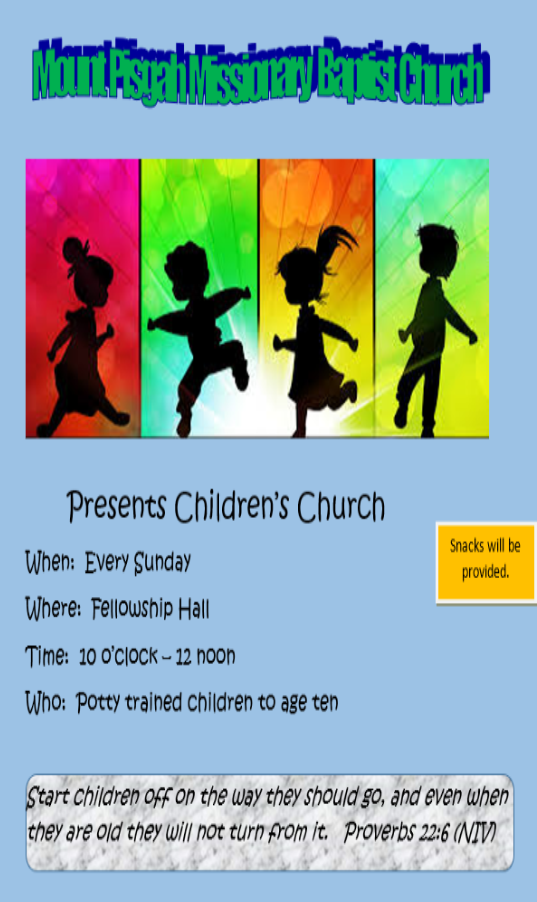 Mount Pisgah Missionary Baptist Church
Presents Children's Church
Snacks will be
provided.
When: Every Sunday
Where: Fellowship Hall
Time: 10 o'clock – 12 noon
Who: Potty trained children to age ten
Start children off on the way they should go, and even when
they are old they will not turn from it. Proverbs 22:6 (NIV)